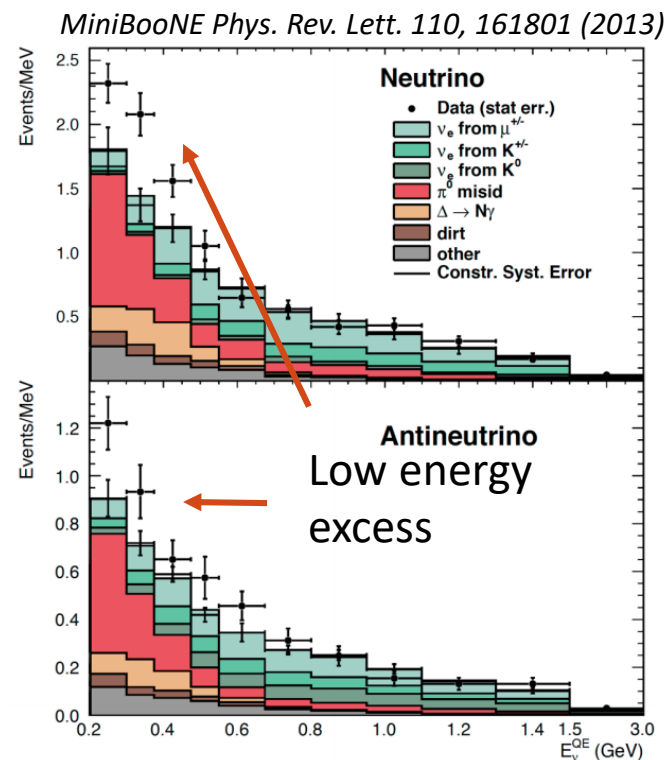 MiniBooNE Phys. Rev. Lett. 110, 161801 (2013)
Events/MeV
2.5
2.0
1.5
1.0
0.5
Neutrino
Data (stat err.)
νe from μ+/-
νe from K+/-
νe from K0
π0 misid
Δ → Nγ
dirt
other
Constr. Syst. Error
Events/MeV
1.2
1.0
0.8
0.6
0.4
0.2
0.0
Antineutrino
Low energy
excess
0.2 0.4 0.6 0.8 1.0 1.2 1.4 1.5 3.0
EνQE (GeV)